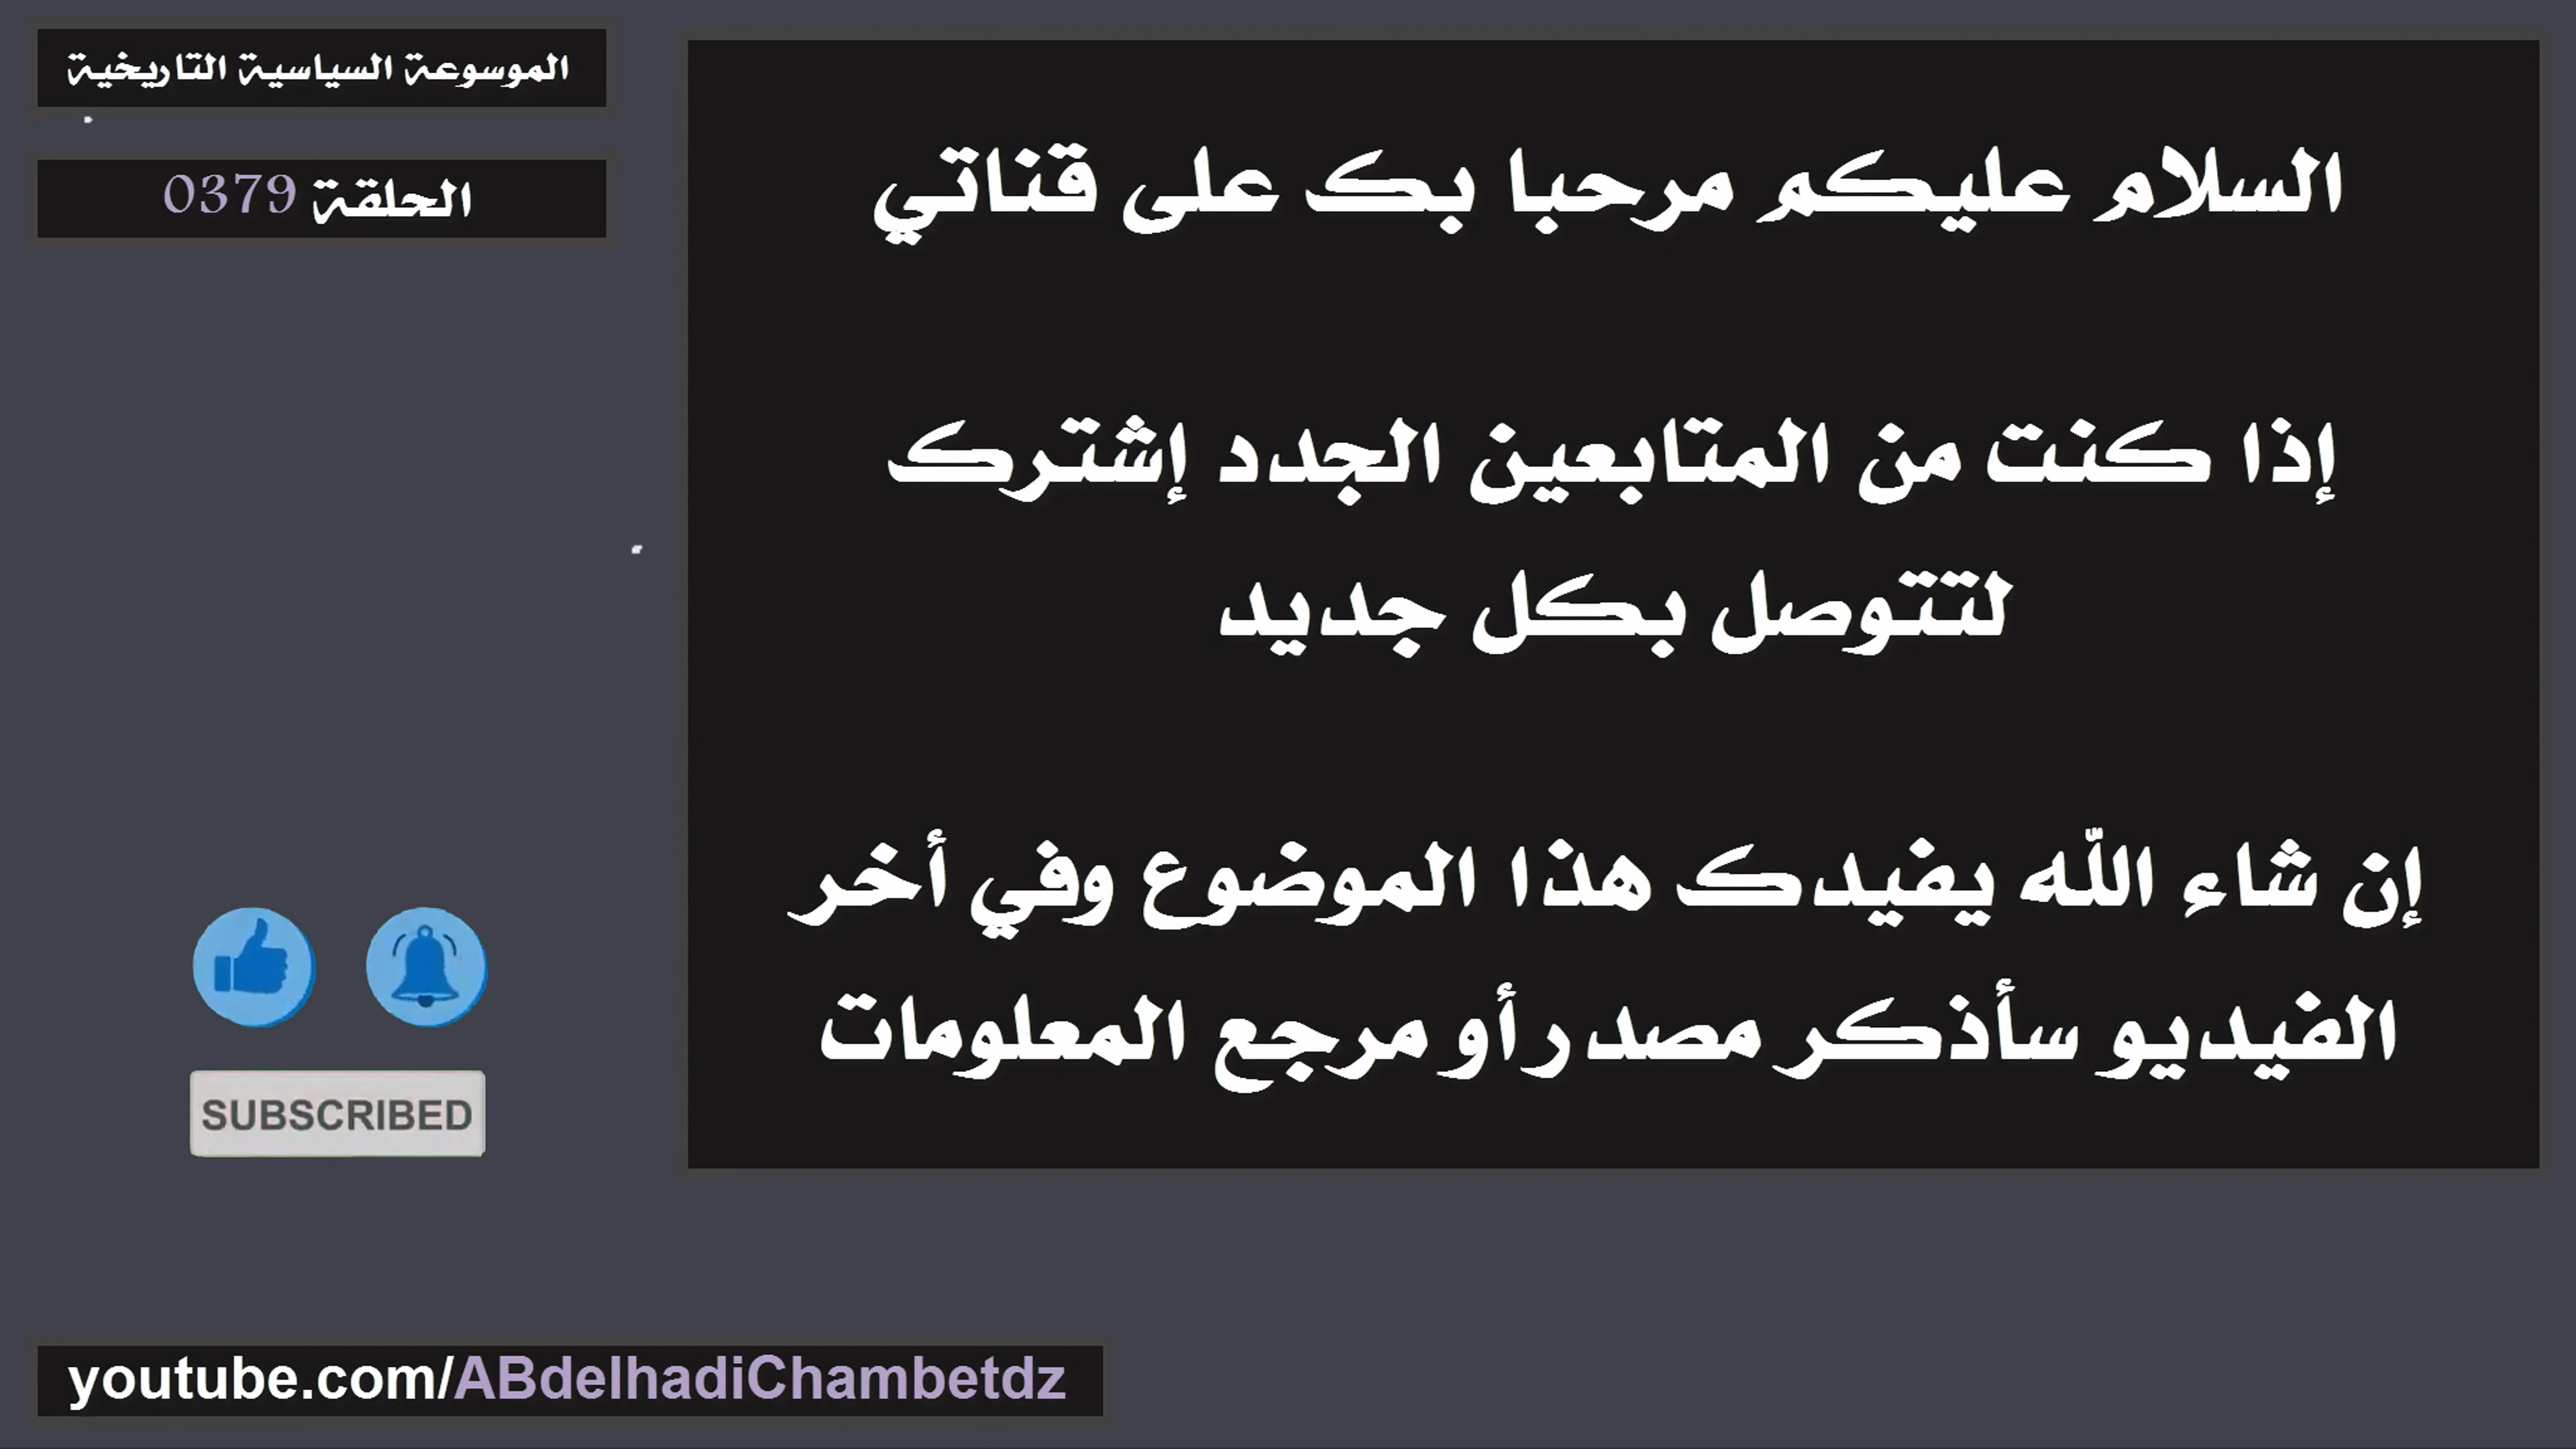 الموسوعة السياسية التاريخية
الحلقة 0379
السلام عليكم مرحبا بك على قناتي
إذا كنت من المتابعين الجدد إشترك
لتتوصل بكل جديد
إن شاء الله يفيدك هذا الموضوع وفي أخر
الفيديو سأذكر مصدر أو مرجع المعلومات
SUBSCRIBED
youtube.com/ABdelhadiChambetdz